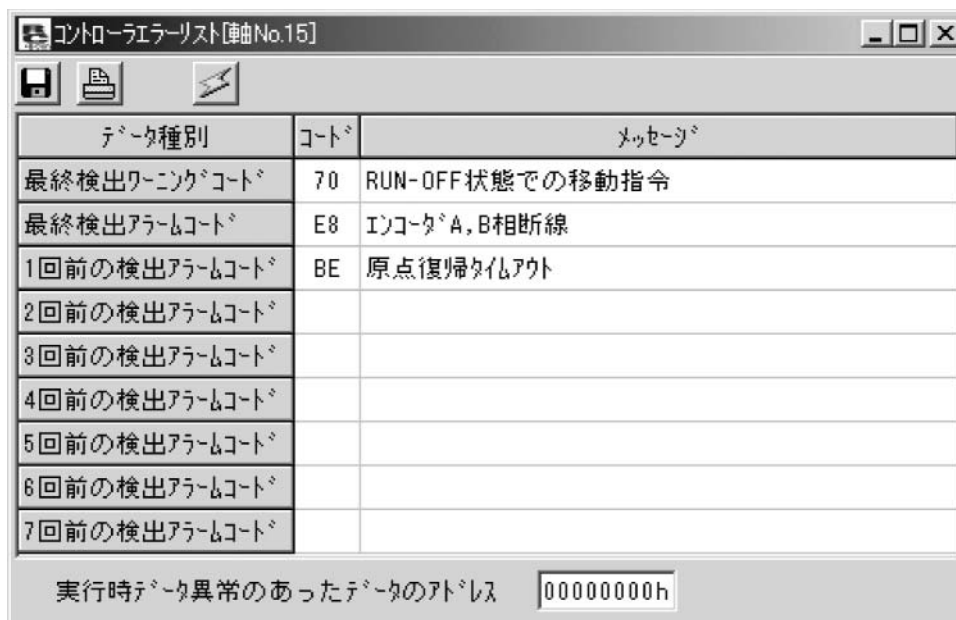 コントローラエラーリスト[軸No.15]
ﾃﾞｰﾀ種別 ｺｰﾄﾞ ﾒｯｾｰｼﾞ
最終検出ﾜｰﾆﾝｸﾞｺｰﾄﾞ 70 RUN-OFF状態での移動指令
最終検出ｱﾗｰﾑｺｰﾄﾞ E8 ｴﾝｺｰﾀﾞA,B相断線
1回前の検出ｱﾗｰﾑｺｰﾄﾞ BE 原点復帰ﾀｲﾑｱｳﾄ
2回前の検出ｱﾗｰﾑｺｰﾄﾞ
3回前の検出ｱﾗｰﾑｺｰﾄﾞ
4回前の検出ｱﾗｰﾑｺｰﾄﾞ
5回前の検出ｱﾗｰﾑｺｰﾄﾞ
6回前の検出ｱﾗｰﾑｺｰﾄﾞ
7回前の検出ｱﾗｰﾑｺｰﾄﾞ
実行時ﾃﾞｰﾀ異常のあったﾃﾞｰﾀのｱﾄﾞﾚｽ 00000000h